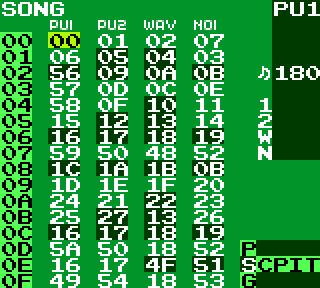 SONG PU1
PU1 PU2 WAV NOI
00 00 01 02 07
01 06 05 04 03
02 56 09 0A 0B ♪180
03 57 0D 0C 0E
04 58 0F 10 11 1
05 15 12 13 14 2
06 16 17 18 19 W
07 59 50 48 52 N
08 1C 1A 1B 0B
09 1D 1E 1F 20
0A 24 21 22 23
0B 25 27 13 26
0C 16 17 18 19
0D 5A 50 18 52 P
0E 16 17 4F 51 SCPIT
0F 49 54 18 53 G